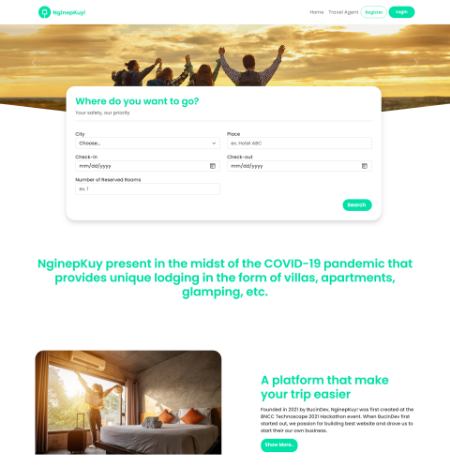 NginepKuy!
Home Travel Agent Register Login
Where do you want to go?
Your safety, our priority
City Place
Choose... ex. Hotel ABC
Check-in Check-out
mm/dd/yyyy mm/dd/yyyy
Number of Reserved Rooms
ex. 1
Search
NginepKuy present in the midst of the COVID-19 pandemic that
provides unique lodging in the form of villas, apartments,
glamping, etc.
A platform that make
your trip easier
Founded in 2021 by BucinDev, NginepKuy! was first created at the
BNCC Technoscape 2021 Hackathon event. When BucinDev first
started out, we passion for building best website and drove us to
start their our own business.
Show More..